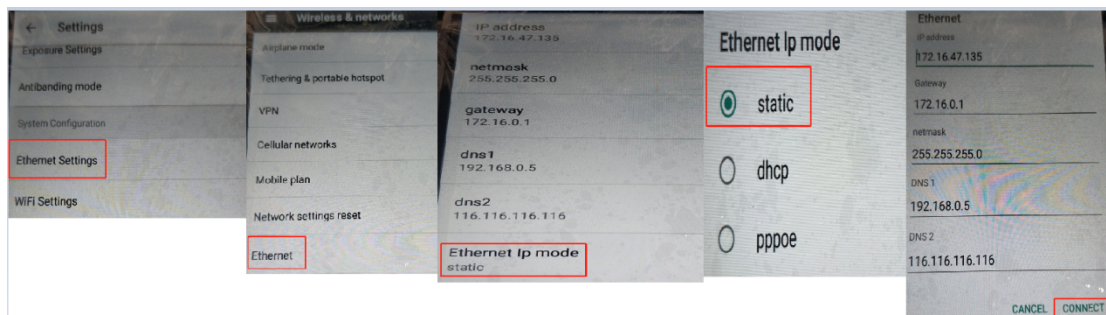 Settings
Exposure Settings
Antibanding mode
System Configuration
Ethernet Settings
WiFi Settings
Wireless & networks
Airplane mode
Tethering & portable hotspot
VPN
Cellular networks
Mobile plan
Network settings reset
Ethernet
IP address
172.16.47.135
netmask
255.255.255.0
gateway
172.16.0.1
dns1
192.168.0.5
dns2
116.116.116.116
Ethernet Ip mode
static
Ethernet Ip mode
static
dhcp
pppoe
Ethernet
IP address
172.16.47.135
Gateway
172.16.0.1
netmask
255.255.255.0
DNS 1
192.168.0.5
DNS 2
116.116.116.116
CANCEL CONNECT